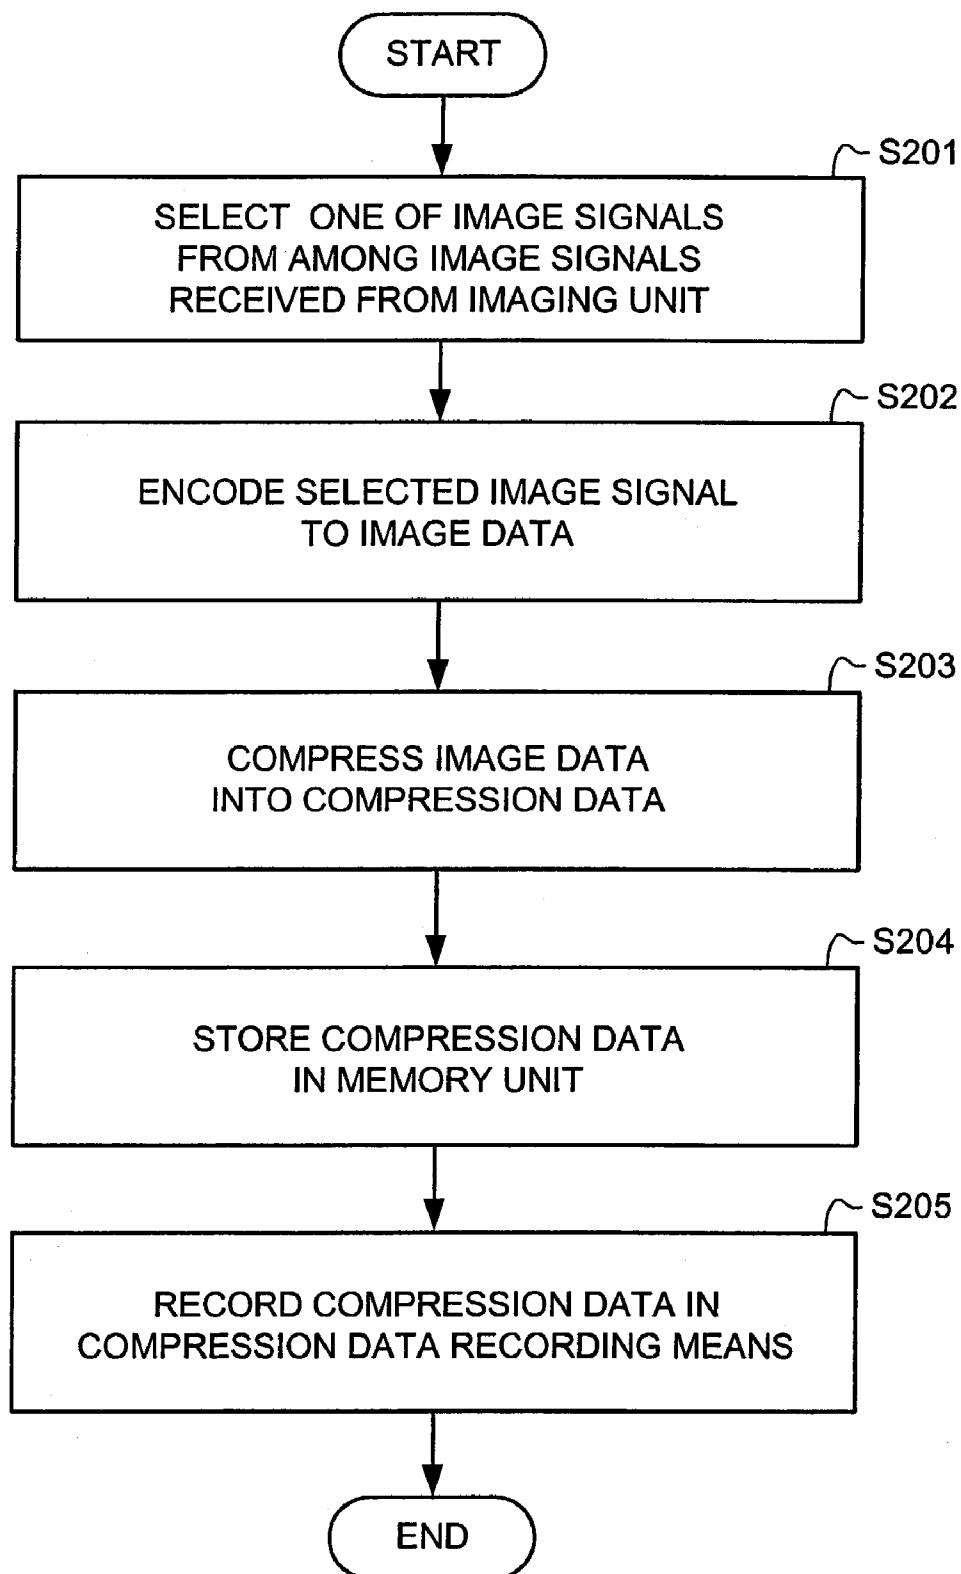 START
S201
SELECT ONE OF IMAGE SIGNALS
FROM AMONG IMAGE SIGNALS
RECEIVED FROM IMAGING UNIT
S202
ENCODE SELECTED IMAGE SIGNAL
TO IMAGE DATA
S203
COMPRESS IMAGE DATA
INTO COMPRESSION DATA
S204
STORE COMPRESSION DATA
IN MEMORY UNIT
S205
RECORD COMPRESSION DATA IN
COMPRESSION DATA RECORDING MEANS
END